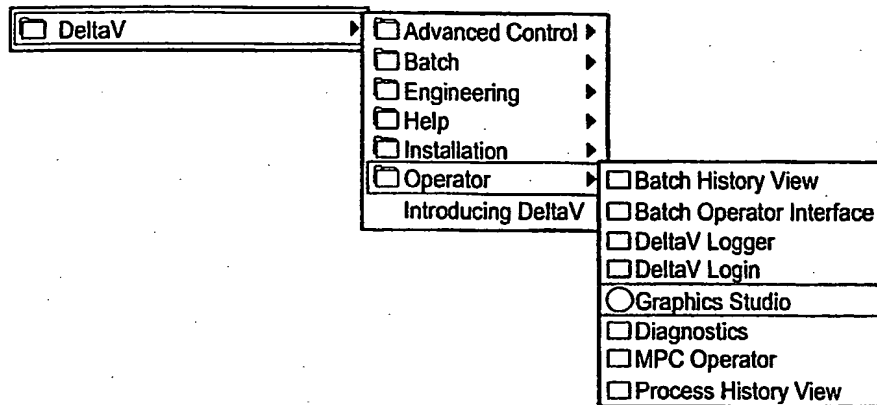 DeltaV
Advanced Control
Batch
Engineering
Help
Installation
Operator
Introducing DeltaV
Batch History View
Batch Operator Interface
DeltaV Logger
DeltaV Login
Graphics Studio
Diagnostics
MPC Operator
Process History View